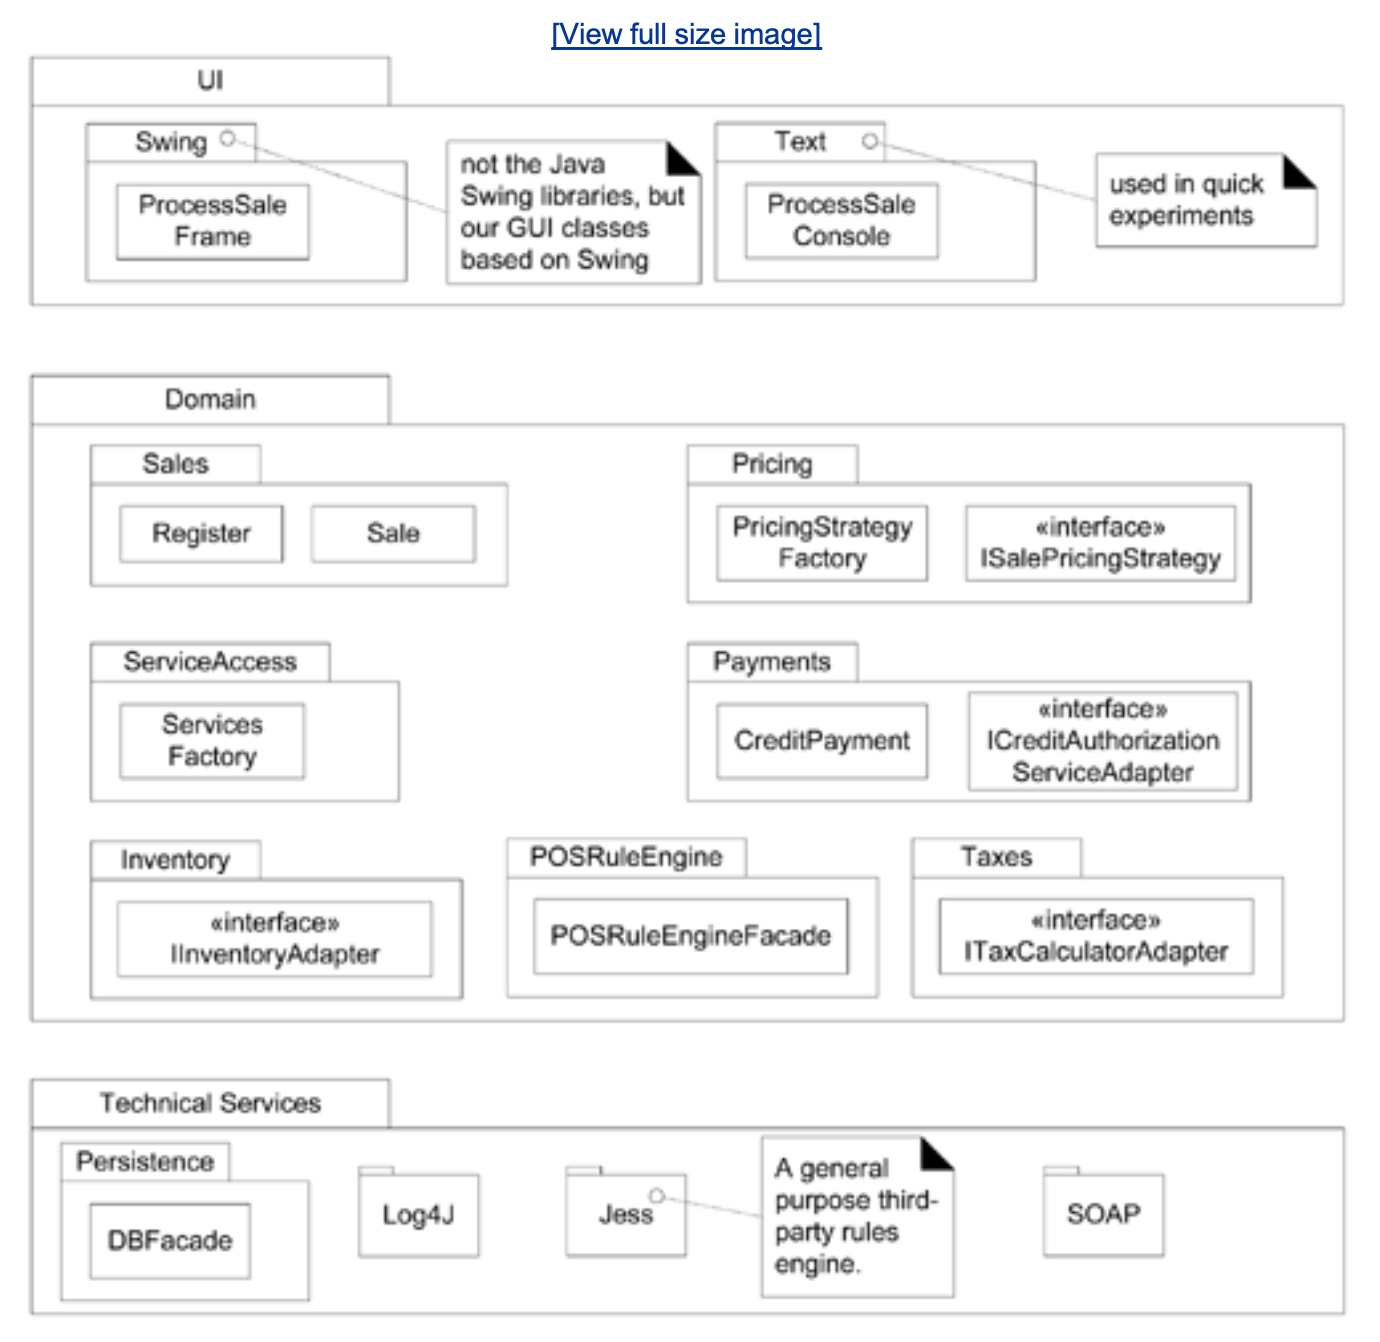 [View full size image]
UI
Swing
ProcessSale
Frame
not the Java
Swing libraries, but
our GUI classes
based on Swing
Text
ProcessSale
Console
used in quick
experiments
Domain
Sales
Register
Sale
Pricing
PricingStrategy
Factory
«interface»
ISalePricingStrategy
ServiceAccess
Services
Factory
Payments
CreditPayment
«interface»
ICreditAuthorization
ServiceAdapter
Inventory
«interface»
IInventoryAdapter
POSRuleEngine
POSRuleEngineFacade
Taxes
«interface»
ITaxCalculatorAdapter
Technical Services
Persistence
DBFacade
Log4J
Jess
A general
purpose third-
party rules
engine.
SOAP